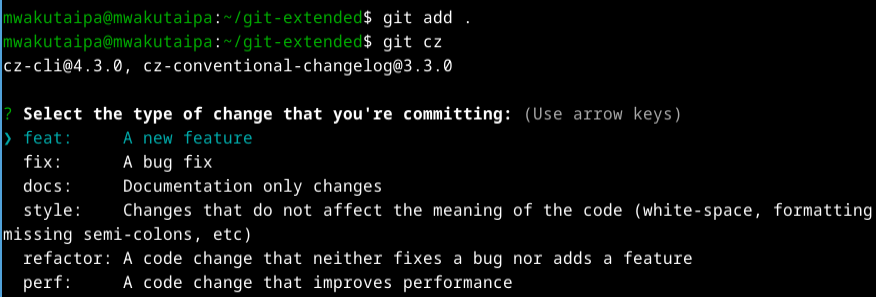 mwakutaipa@mwakutaipa:~/git-extended$ git add .
mwakutaipa@mwakutaipa:~/git-extended$ git cz
cz-cli@4.3.0, cz-conventional-changelog@3.3.0
? Select the type of change that you're committing: (Use arrow keys)
❯ feat:     A new feature
  fix:      A bug fix
  docs:     Documentation only changes
  style:    Changes that do not affect the meaning of the code (white-space, formatting
missing semi-colons, etc)
  refactor: A code change that neither fixes a bug nor adds a feature
  perf:     A code change that improves performance